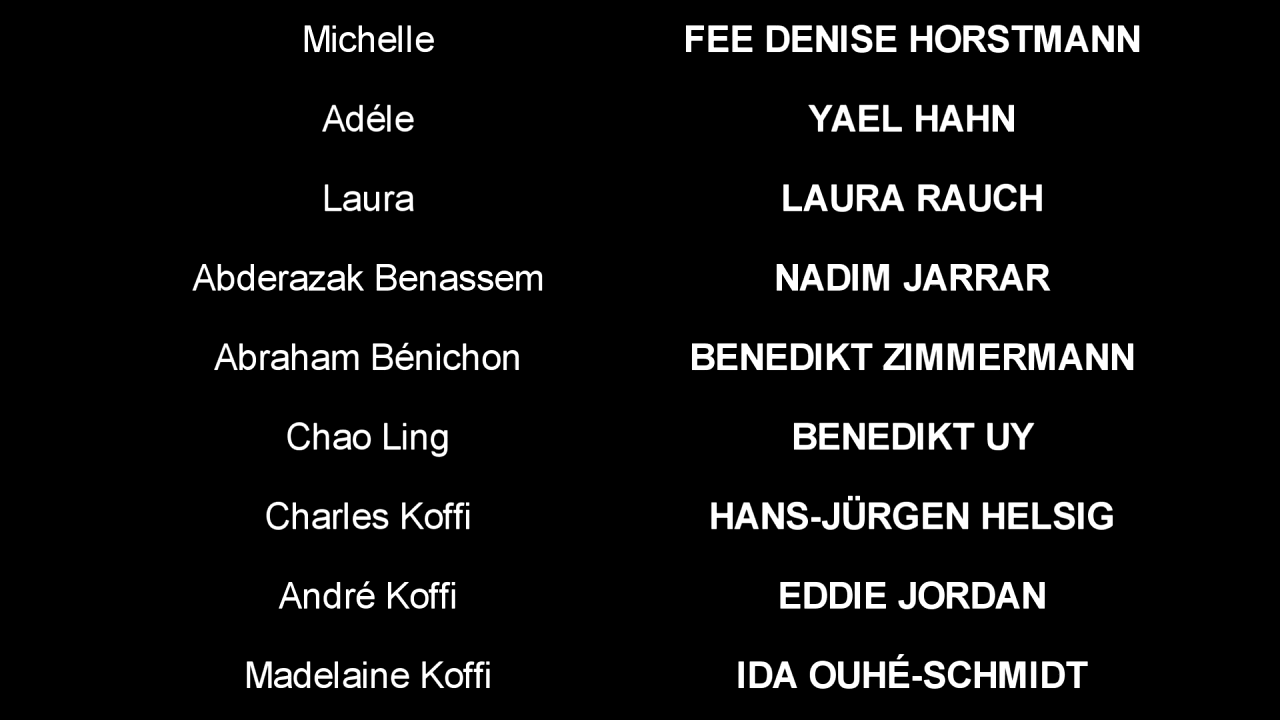 Michelle FEE DENISE HORSTMANN
Adéle YAEL HAHN
Laura LAURA RAUCH
Abderazak Benassem NADIM JARRAR
Abraham Bénichon BENEDIKT ZIMMERMANN
Chao Ling BENEDIKT UY
Charles Koffi HANS-JÜRGEN HELSIG
André Koffi EDDIE JORDAN
Madelaine Koffi IDA OUHÉ-SCHMIDT